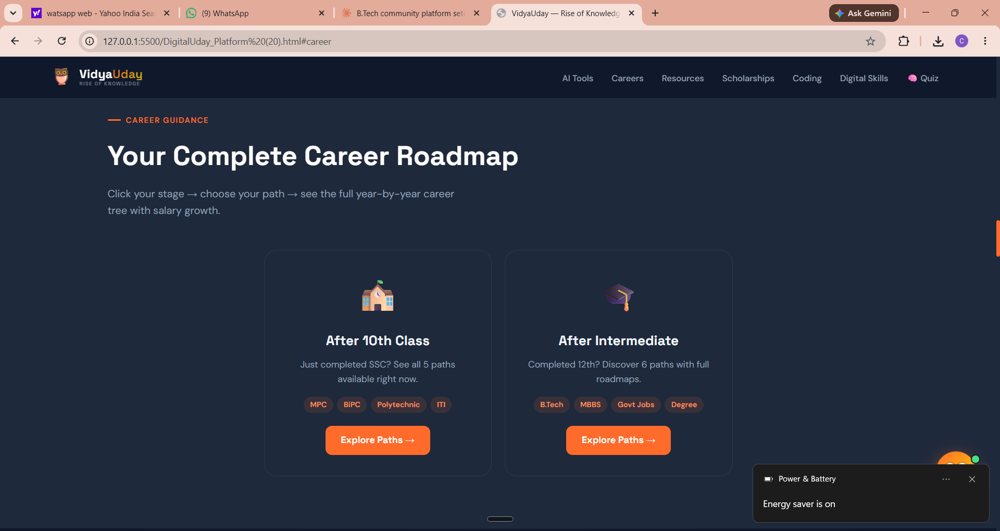 watsapp web - Yahoo India Sea
(9) WhatsApp
B.Tech community platform set
VidyaUday — Rise of Knowledg
Ask Gemini
127.0.0.1:5500/DigitalUday_Platform%20(20).html#career
C
VidyaUday
RISE OF KNOWLEDGE
AI Tools
Careers
Resources
Scholarships
Coding
Digital Skills
Quiz
CAREER GUIDANCE
Your Complete Career Roadmap
Click your stage → choose your path → see the full year-by-year career
tree with salary growth.
After 10th Class
Just completed SSC? See all 5 paths
available right now.
MPC
BiPC
Polytechnic
ITI
Explore Paths →
After Intermediate
Completed 12th? Discover 6 paths with full
roadmaps.
B.Tech
MBBS
Govt Jobs
Degree
Explore Paths →
Power & Battery
Energy saver is on